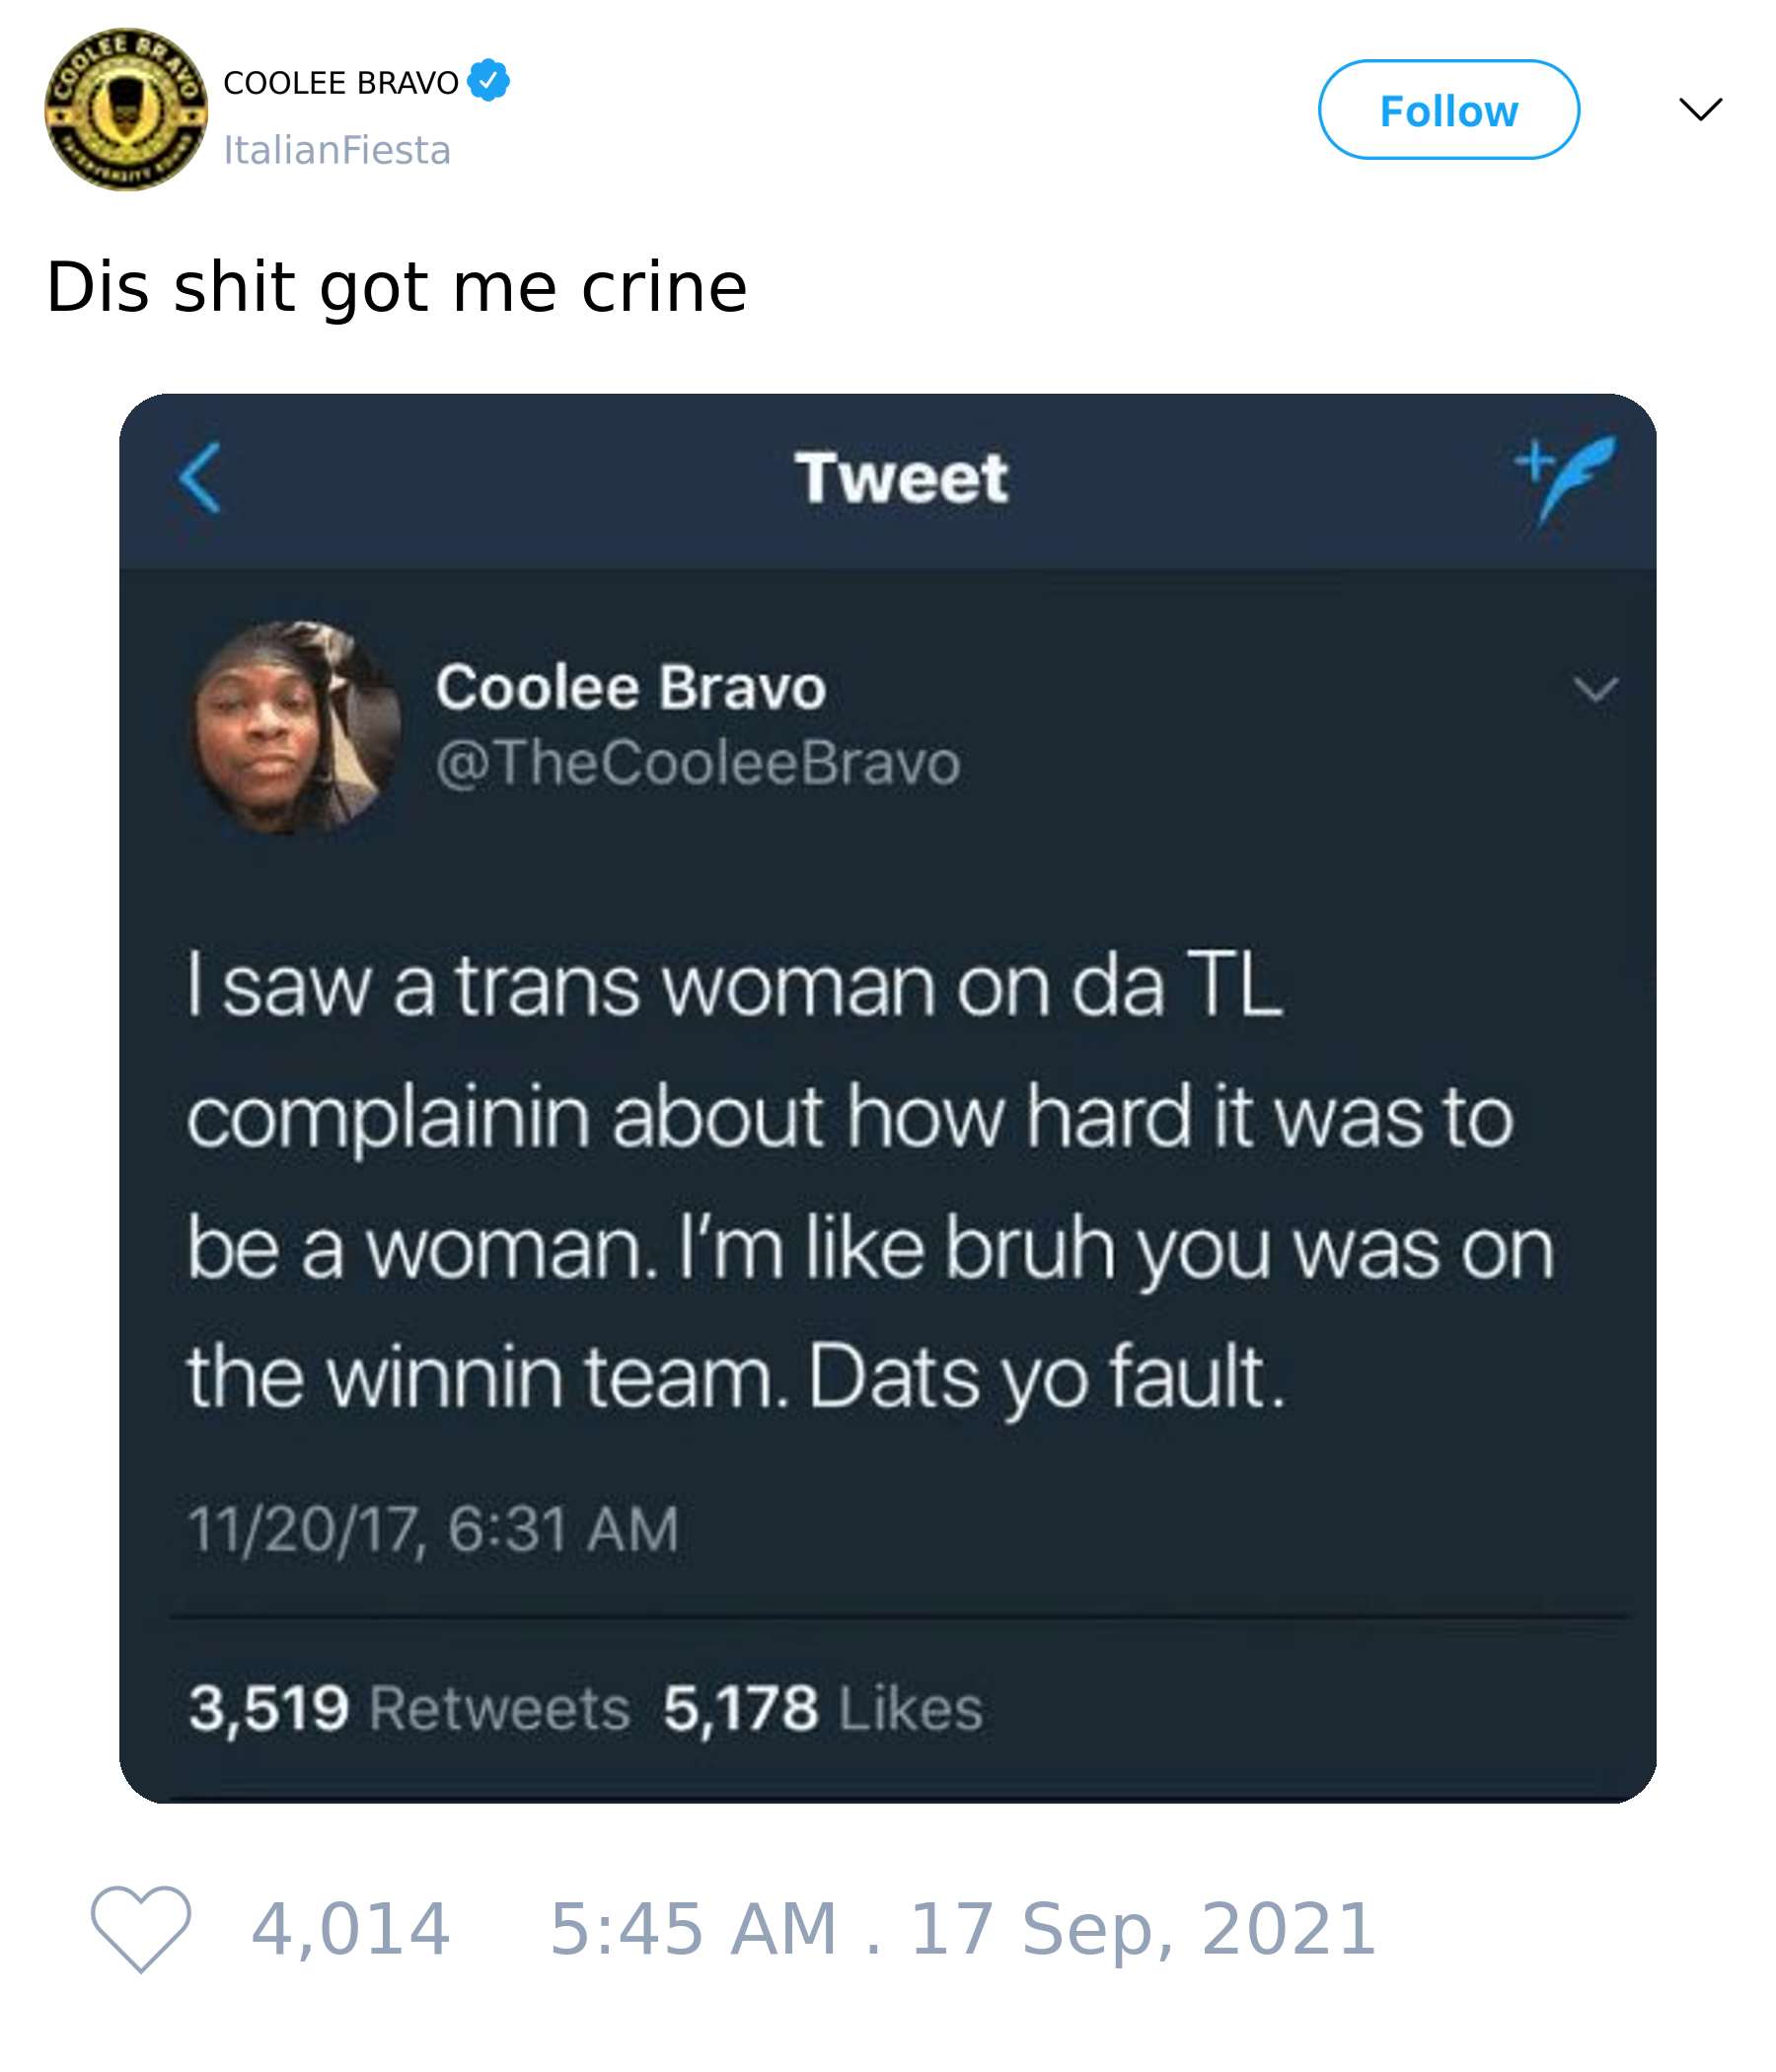 COOLEE BRAVO
COOLEE BRAVO
ItalianFiesta
Follow
Dis shit got me crine
Tweet
Coolee Bravo
@TheCooleeBravo
I saw a trans woman on da TL
complainin about how hard it was to
be a woman. I'm like bruh you was on
the winnin team. Dats yo fault.
11/20/17, 6:31 AM
3,519 Retweets 5,178 Likes
4,014 5:45 AM . 17 Sep, 2021